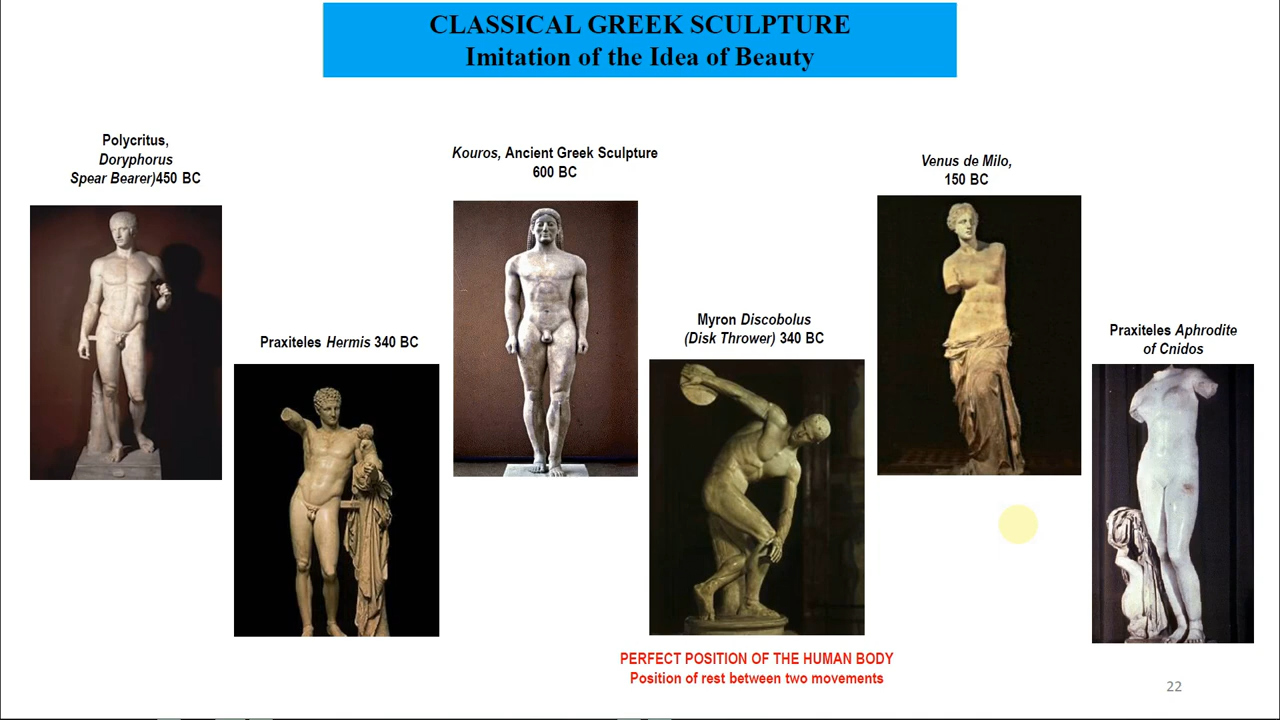 CLASSICAL GREEK SCULPTURE
Imitation of the Idea of Beauty
Polycritus,
Doryphorus
Spear Bearer)450 BC
Praxiteles Hermis 340 BC
Kouros, Ancient Greek Sculpture
600 BC
Myron Discobolus
(Disk Thrower) 340 BC
Venus de Milo,
150 BC
Praxiteles Aphrodite
of Cnidos
PERFECT POSITION OF THE HUMAN BODY
Position of rest between two movements
22